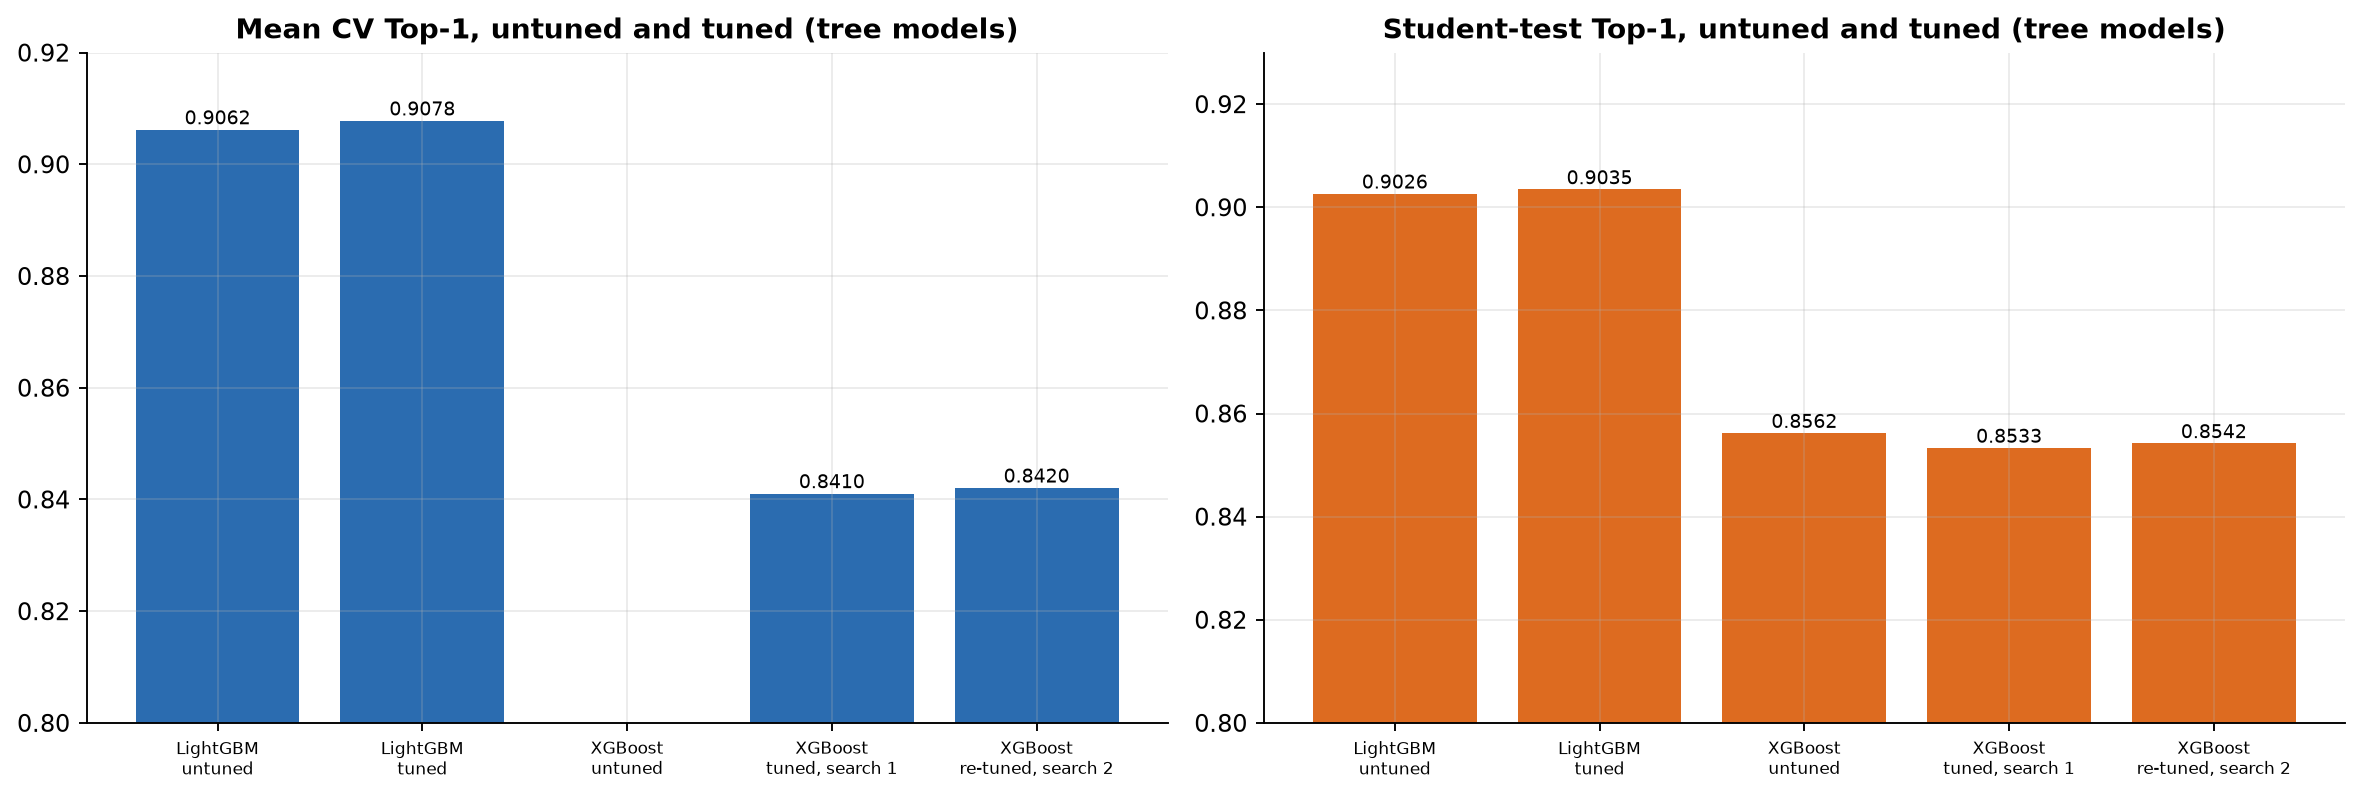 Mean CV Top-1, untuned and tuned (tree models)
0.92
0.90
0.88
0.86
0.84
0.82
0.80
0.9062
0.9078
0.8410
0.8420
LightGBM
untuned
LightGBM
tuned
XGBoost
untuned
XGBoost
tuned, search 1
XGBoost
re-tuned, search 2
Student-test Top-1, untuned and tuned (tree models)
0.92
0.90
0.88
0.86
0.84
0.82
0.80
0.9026
0.9035
0.8562
0.8533
0.8542
LightGBM
untuned
LightGBM
tuned
XGBoost
untuned
XGBoost
tuned, search 1
XGBoost
re-tuned, search 2